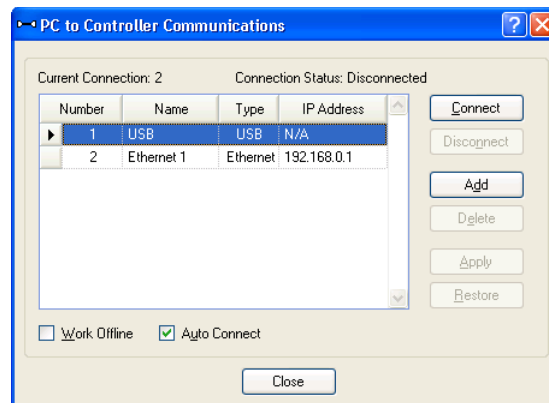 PC to Controller Communications
Current Connection: 2 Connection Status: Disconnected
Number Name Type IP Address
1 USB USB N/A
2 Ethernet 1 Ethernet 192.168.0.1
Connect
Disconnect
Add
Delete
Apply
Restore
Work Offline Auto Connect
Close